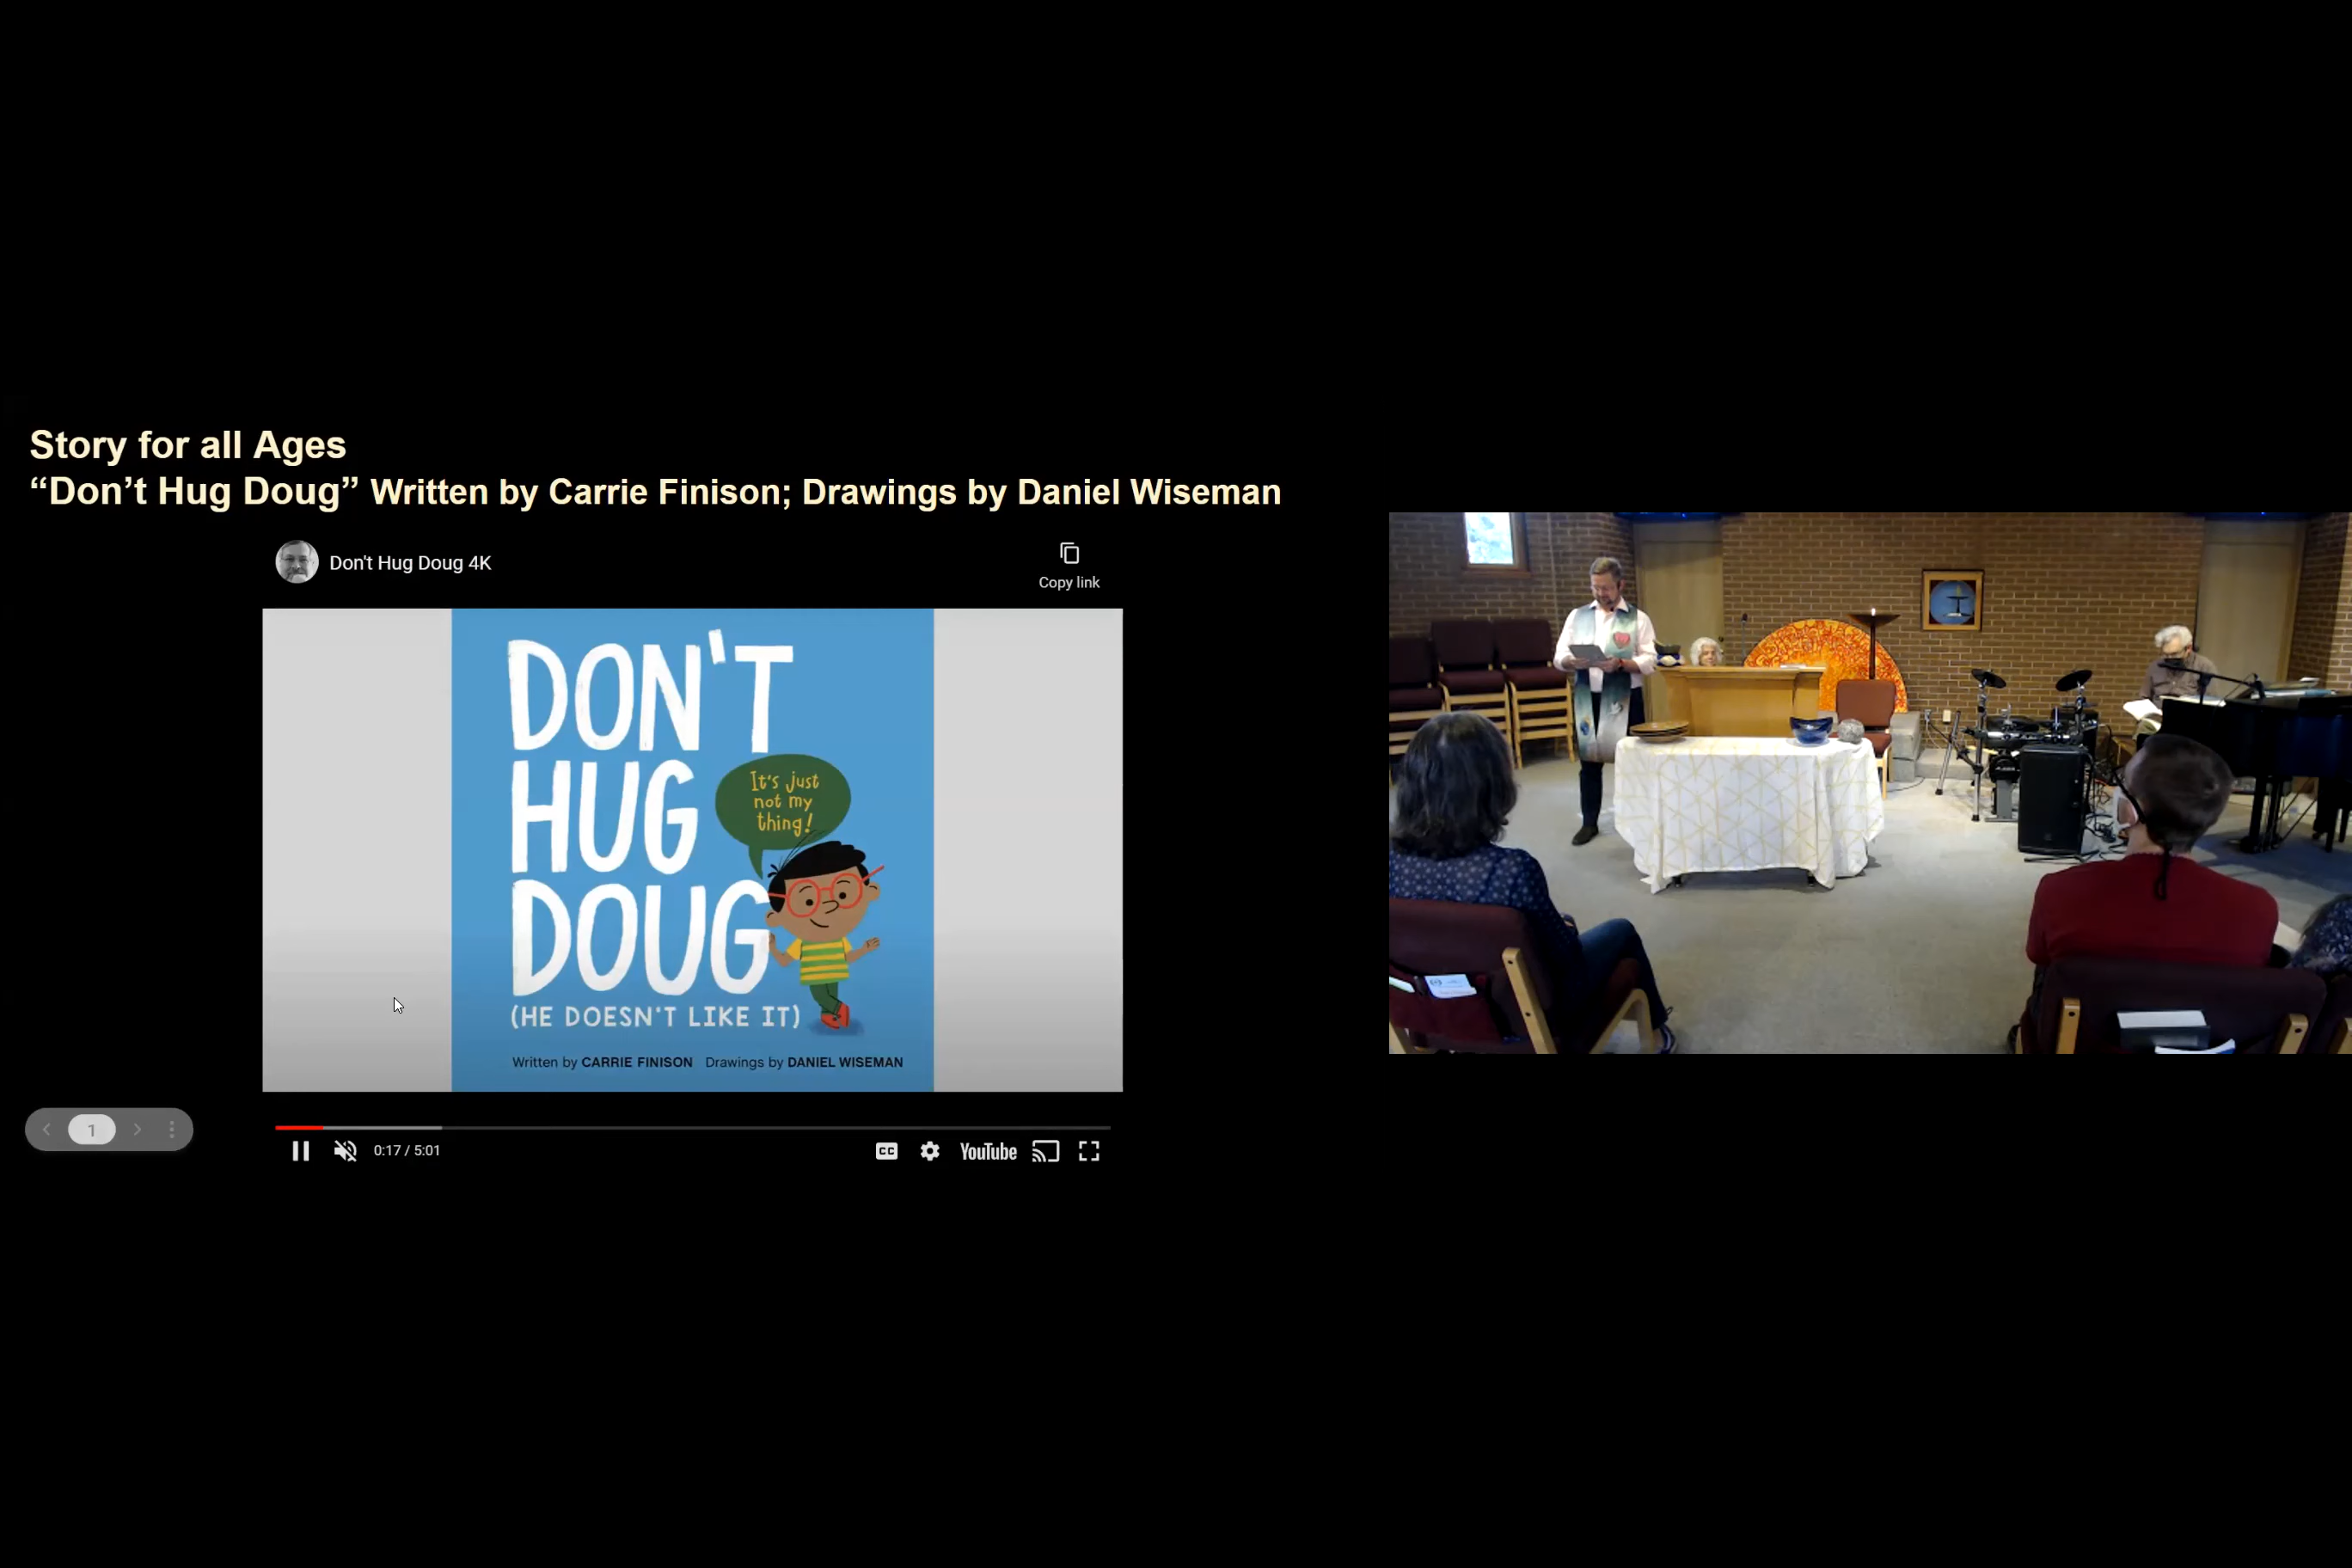 Story for all Ages
“Don’t Hug Doug” Written by Carrie Finison; Drawings by Daniel Wiseman
Don't Hug Doug 4K
Copy link
DON'T
HUG
DOUG
It's just
not my
thing!
(HE DOESN'T LIKE IT)
Written by CARRIE FINISON Drawings by DANIEL WISEMAN
1
0:17 / 5:01
CC
YouTube